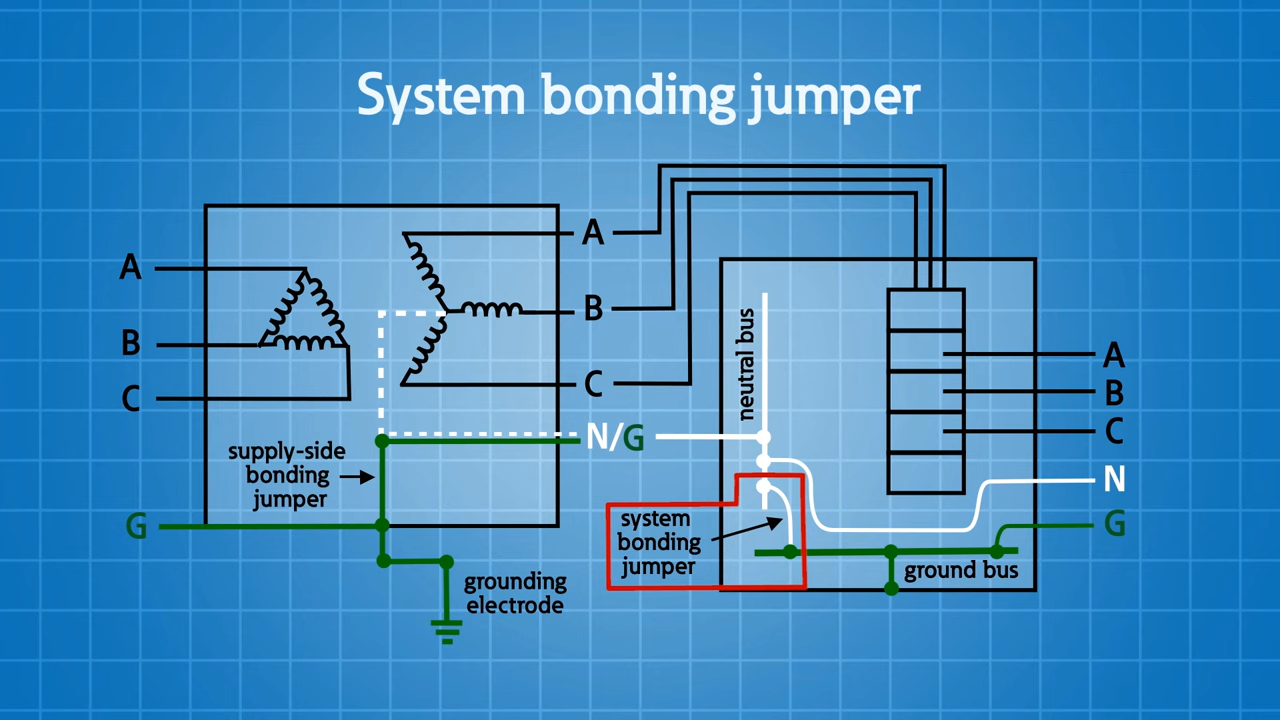 System bonding jumper
A
B
C
G
supply-side
bonding
jumper
grounding
electrode
A
B
C
N/G
neutral bus
system
bonding
jumper
ground bus
A
B
C
N
G